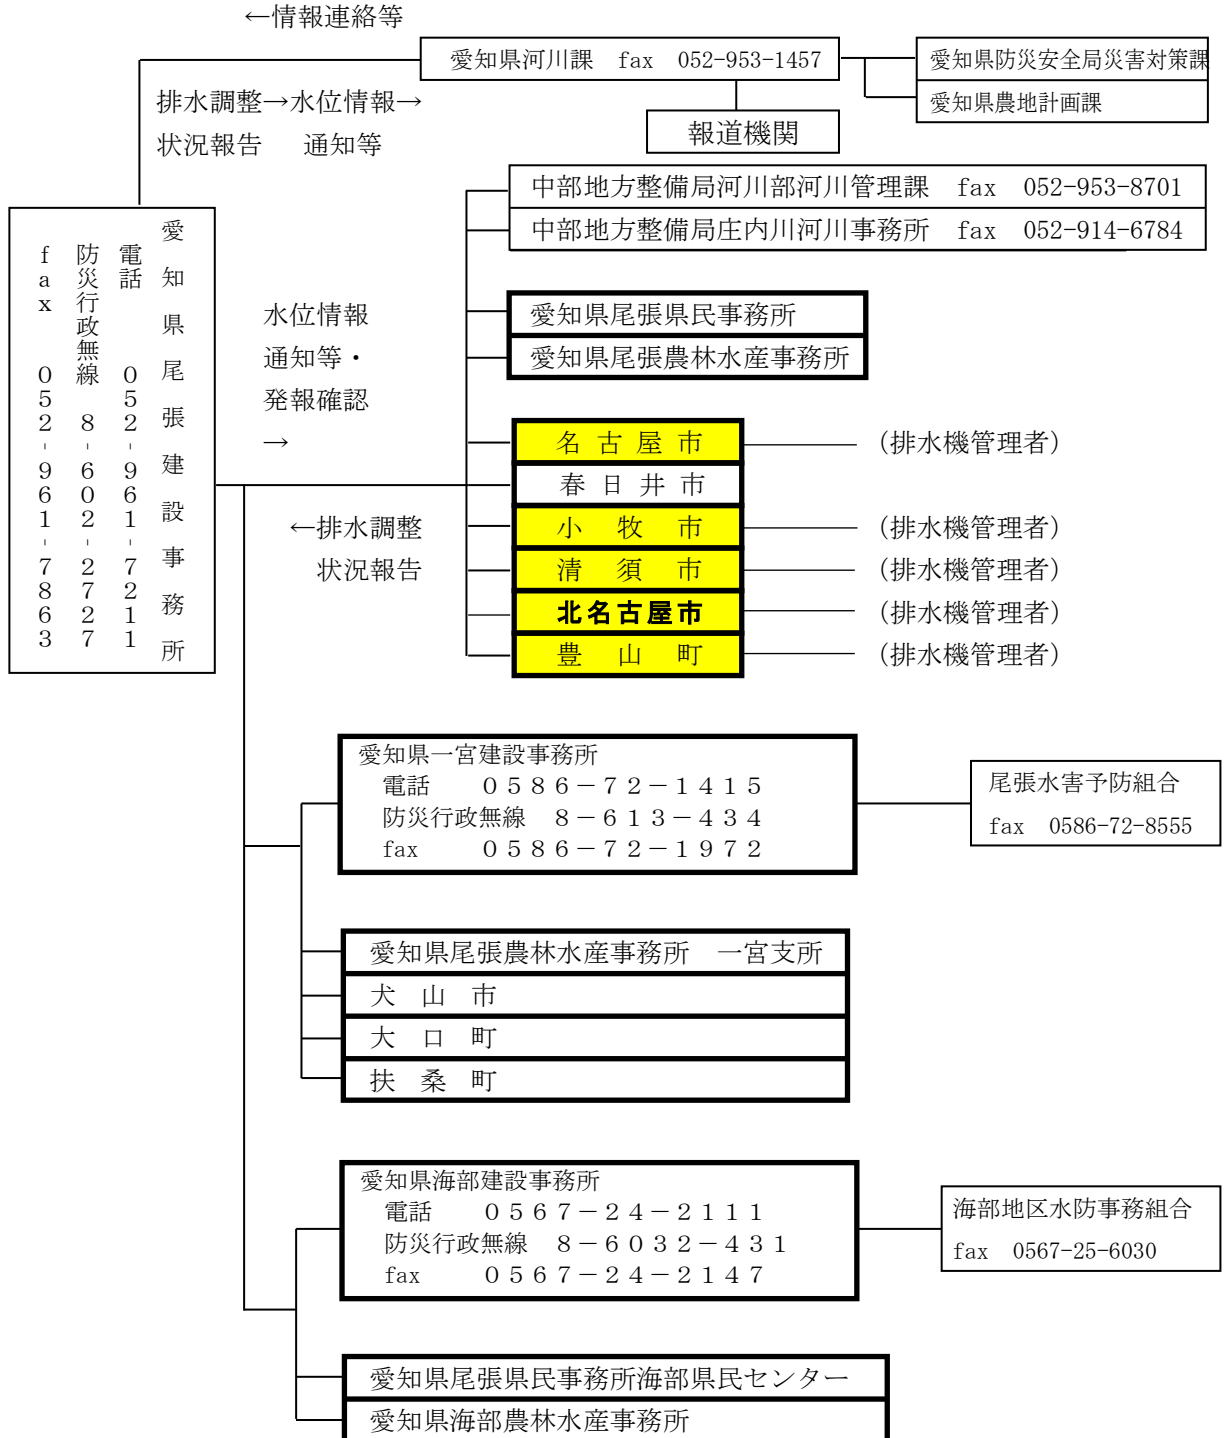 ←情報連絡等
愛知県河川課 fax 052-953-1457
愛知県防災安全局災害対策課
愛知県農地計画課
排水調整→水位情報→
状況報告 通知等
報道機関
中部地方整備局河川部河川管理課 fax 052-953-8701
中部地方整備局庄内川河川事務所 fax 052-914-6784
愛知県尾張建設事務所
電話 052-961-7211
防災行政無線 8-602-2727
fax 052-961-7863
水位情報
通知等・
発報確認
→
愛知県尾張県民事務所
愛知県尾張農林水産事務所
←排水調整
状況報告
名古屋市 (排水機管理者)
春日井市
小牧市 (排水機管理者)
清須市 (排水機管理者)
北名古屋市 (排水機管理者)
豊山町 (排水機管理者)
愛知県一宮建設事務所
電話 0586-72-1415
防災行政無線 8-613-434
fax 0586-72-1972
尾張水害予防組合
fax 0586-72-8555
愛知県尾張農林水産事務所 一宮支所
犬山市
大口町
扶桑町
愛知県海部建設事務所
電話 0567-24-2111
防災行政無線 8-6032-431
fax 0567-24-2147
海部地区水防事務組合
fax 0567-25-6030
愛知県尾張県民事務所海部県民センター
愛知県海部農林水産事務所